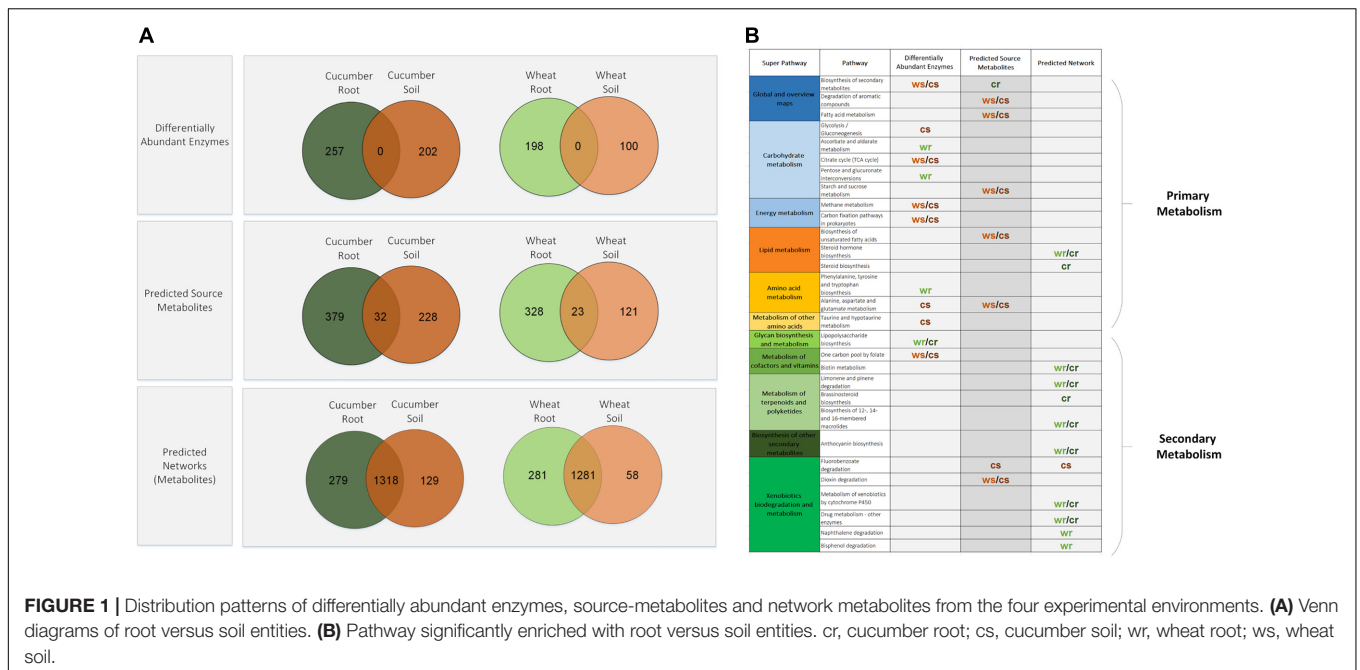 A
Differentially
Abundant Enzymes
Cucumber
Root
Cucumber
Soil
257
0
202
Wheat
Root
Wheat
Soil
198
0
100
Predicted Source
Metabolites
Cucumber
Root
Cucumber
Soil
379
32
228
Wheat
Root
Wheat
Soil
328
23
121
Predicted
Networks
(Metabolites)
Cucumber
Root
Cucumber
Soil
279
1318
129
Wheat
Root
Wheat
Soil
281
1281
58
B
Super Pathway
Pathway
Differentially
Abundant Enzymes
Predicted Source
Metabolites
Predicted Network
Global and overview
maps
Biosynthesis of secondary
metabolites
ws/cs
cr
Degradation of aromatic
compounds
ws/cs
Fatty acid metabolism
ws/cs
Carbohydrate
metabolism
Glycolysis /
Gluconeogenesis
cs
Ascorbate and aldarate
metabolism
wr
Citrate cycle (TCA cycle)
ws/cs
Pentose and glucuronate
interconversions
wr
Starch and sucrose
metabolism
ws/cs
Energy metabolism
Methane metabolism
ws/cs
Carbon fixation pathways
in prokaryotes
ws/cs
Lipid metabolism
Biosynthesis of
unsaturated fatty acids
ws/cs
Steroid hormone
biosynthesis
wr/cr
Steroid biosynthesis
cr
Amino acid
metabolism
Phenylalanine, tyrosine
and tryptophan
biosynthesis
wr
Alanine, aspartate and
glutamate metabolism
cs
ws/cs
Metabolism of other
amino acids
Taurine and hypotaurine
metabolism
cs
Glycan biosynthesis
and metabolism
Lipopolysaccharide
biosynthesis
wr/cr
Metabolism of
cofactors and vitamins
One carbon pool by folate
ws/cs
Biotin metabolism
wr/cr
Metabolism of
terpenoids and
polyketides
Limonene and pinene
degradation
wr/cr
Brassinosteroid
biosynthesis
cr
Biosynthesis of 12-, 14-
and 16-membered
macrolides
wr/cr
Biosynthesis of other
secondary
metabolites
Anthocyanin biosynthesis
wr/cr
Xenobiotics
biodegradation and
metabolism
Fluorobenzoate
degradation
cs
cs
Dioxin degradation
ws/cs
Metabolism of xenobiotics
by cytochrome P450
wr/cr
Drug metabolism - other
enzymes
wr/cr
Naphthalene degradation
wr
Bisphenol degradation
wr
Primary
Metabolism
Secondary
Metabolism
FIGURE 1 | Distribution patterns of differentially abundant enzymes, source-metabolites and network metabolites from the four experimental environments. (A) Venn
diagrams of root versus soil entities. (B) Pathway significantly enriched with root versus soil entities. cr, cucumber root; cs, cucumber soil; wr, wheat root; ws, wheat
soil.